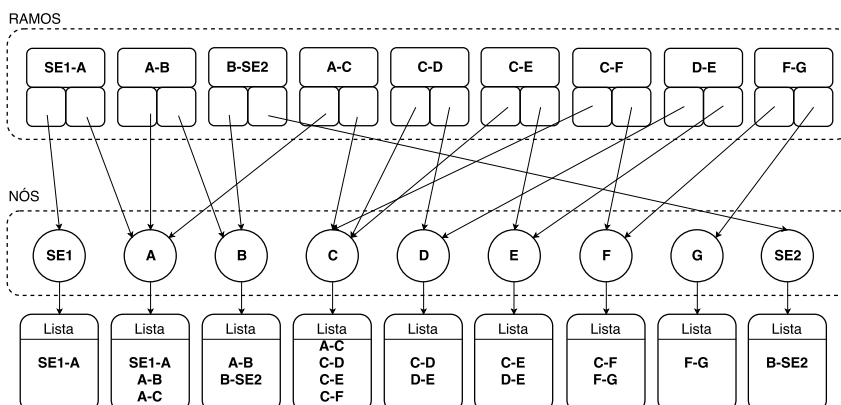 RAMOS
SE1-A A-B B-SE2 A-C C-D C-E C-F D-E F-G
NÓS
SE1 A B C D E F G SE2
Lista Lista Lista Lista Lista Lista Lista Lista Lista
SE1-A
SE1-A
A-B
A-C
A-B
B-SE2
A-C
C-D
C-E
C-F
C-D
D-E
C-E
D-E
C-F
F-G
F-G
B-SE2